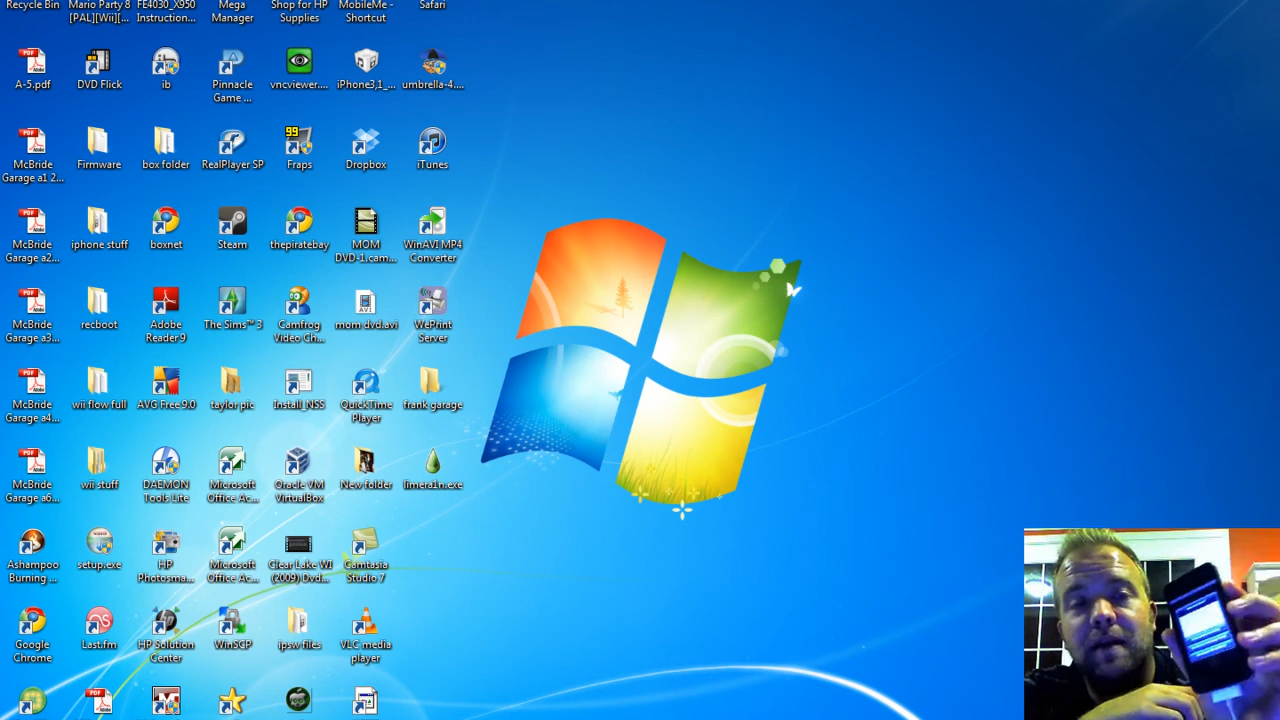 Recycle Bin
Mario Party 8
[PAL][Wii][...
FE4030_X950
Instruction...
Mega
Manager
Shop for HP
Supplies
MobileMe -
Shortcut
Safari
A-5.pdf
DVD Flick
ib
Pinnacle
Game ...
vncviewer....
iPhone3,1_...
umbrella-4....
McBride
Garage a1 2...
Firmware
box folder
RealPlayer SP
99
Fraps
Dropbox
iTunes
McBride
Garage a2...
iphone stuff
boxnet
Steam
thepiratebay
MOM
DVD-1.cam...
WinAVI MP4
Converter
McBride
Garage a3...
recboot
Adobe
Reader 9
The Sims™ 3
Camfrog
Video Ch...
mom dvd.avi
WePrint
Server
McBride
Garage a4...
wii flow full
AVG Free 9.0
taylor pic
Install_NSS
QuickTime
Player
frank garage
McBride
Garage a6...
wii stuff
DAEMON
Tools Lite
Microsoft
Office Ac...
Oracle VM
VirtualBox
New folder
limera1n.exe
Ashampoo
Burning ...
setup.exe
HP
Photosma...
Microsoft
Office Ac...
Clear Lake WI
(2009) Dvd...
Camtasia
Studio 7
Google
Chrome
Last.fm
HP Solution
Center
WinSCP
ipsw files
VLC media
player